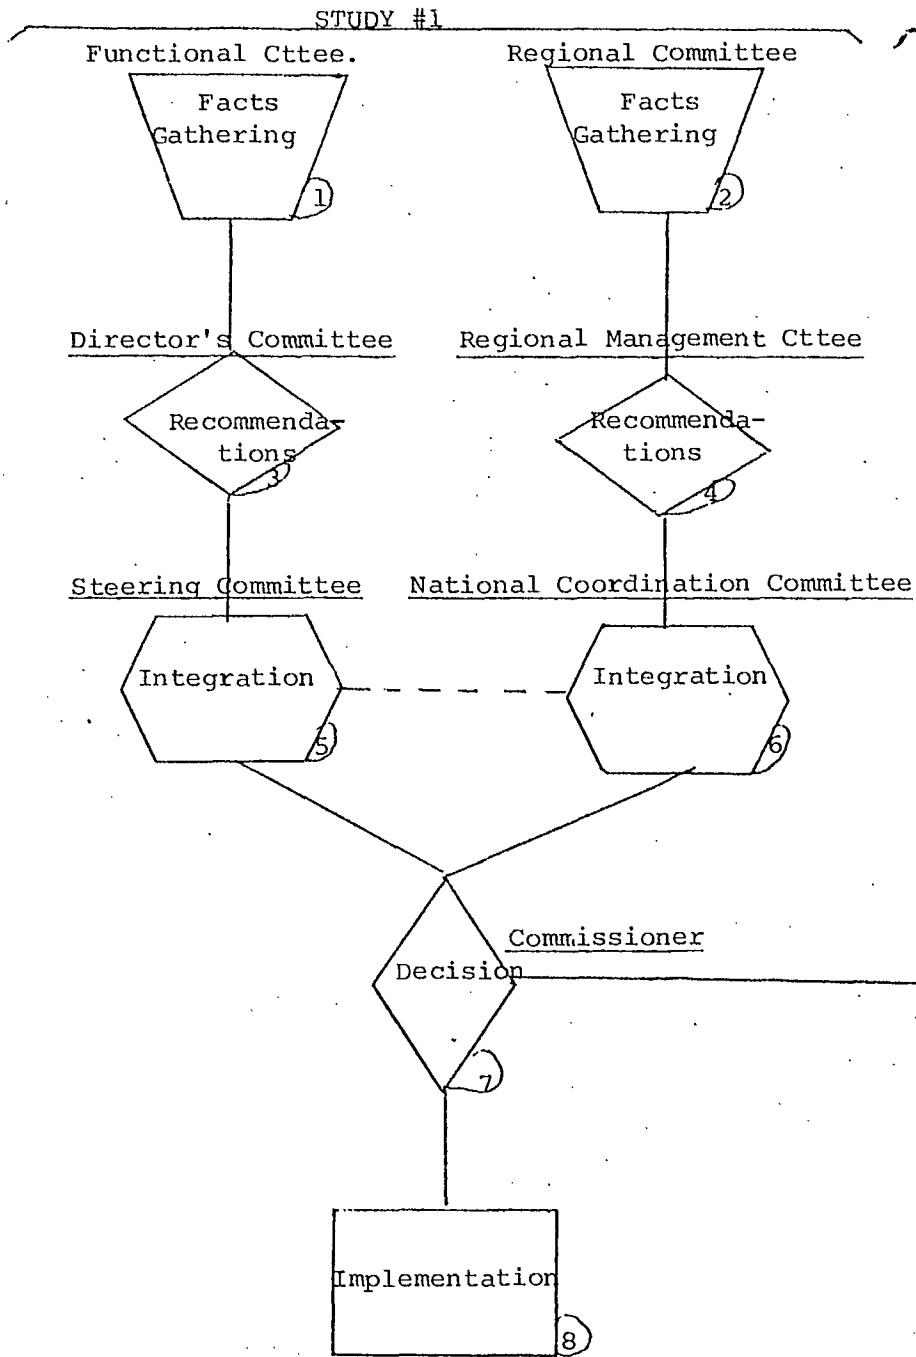 STUDY #1
Functional Cttee.
Regional Committee
Facts
Gathering
1
Facts
Gathering
2
Director's Committee
Regional Management Cttee
Recommenda-
tions
3
Recommenda-
tions
4
Steering Committee
National Coordination Committee
Integration
5
Integration
6
Commissioner
Decision
7
Implementation
8